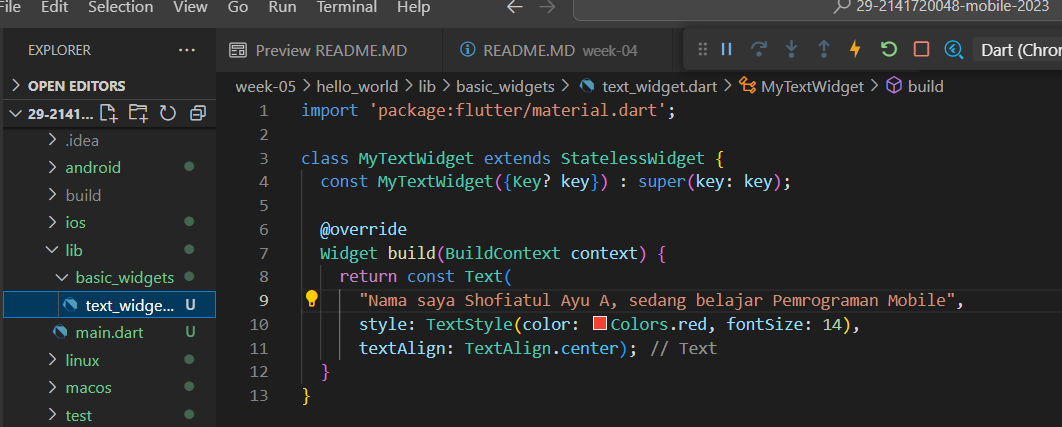 File Edit Selection View Go Run Terminal Help
29-2141720048-mobile-2023
EXPLORER
Preview README.MD
README.MD week-04
Dart (Chrom
OPEN EDITORS
29-2141...
.idea
android
build
ios
lib
basic_widgets
text_widge... U
main.dart U
linux
macos
test
week-05 > hello_world > lib > basic_widgets > text_widget.dart > MyTextWidget > build
1 import 'package:flutter/material.dart';
2
3 class MyTextWidget extends StatelessWidget {
4 const MyTextWidget({Key? key}) : super(key: key);
5
6 @override
7 Widget build(BuildContext context) {
8 return const Text(
9 "Nama saya Shofiatul Ayu A, sedang belajar Pemrograman Mobile",
10 style: TextStyle(color: Colors.red, fontSize: 14),
11 textAlign: TextAlign.center); // Text
12 }
13 }